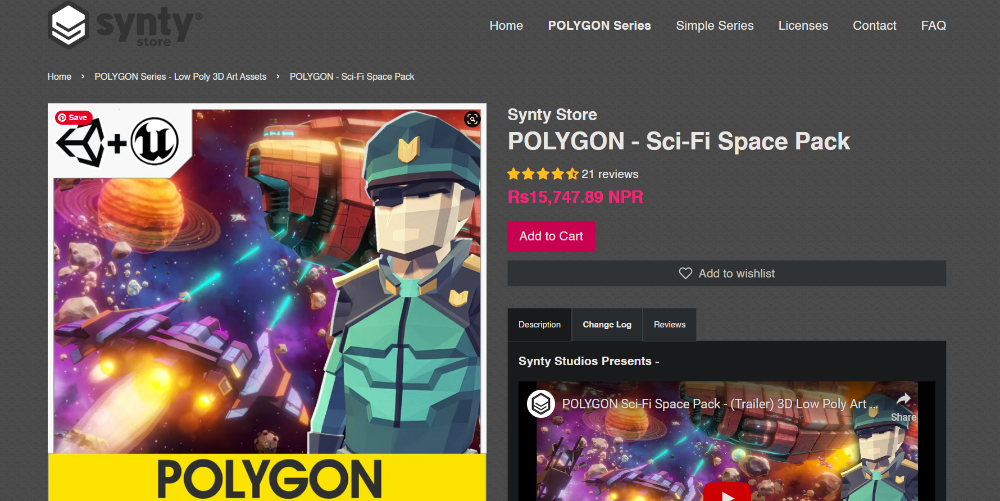 synty®
store
Home
POLYGON Series
Simple Series
Licenses
Contact
FAQ
Home › POLYGON Series - Low Poly 3D Art Assets › POLYGON - Sci-Fi Space Pack
Save
+
POLYGON
Synty Store
POLYGON - Sci-Fi Space Pack
21 reviews
Rs15,747.89 NPR
Add to Cart
Add to wishlist
Description
Change Log
Reviews
Synty Studios Presents -
POLYGON Sci-Fi Space Pack - (Trailer) 3D Low Poly Art ...
Share